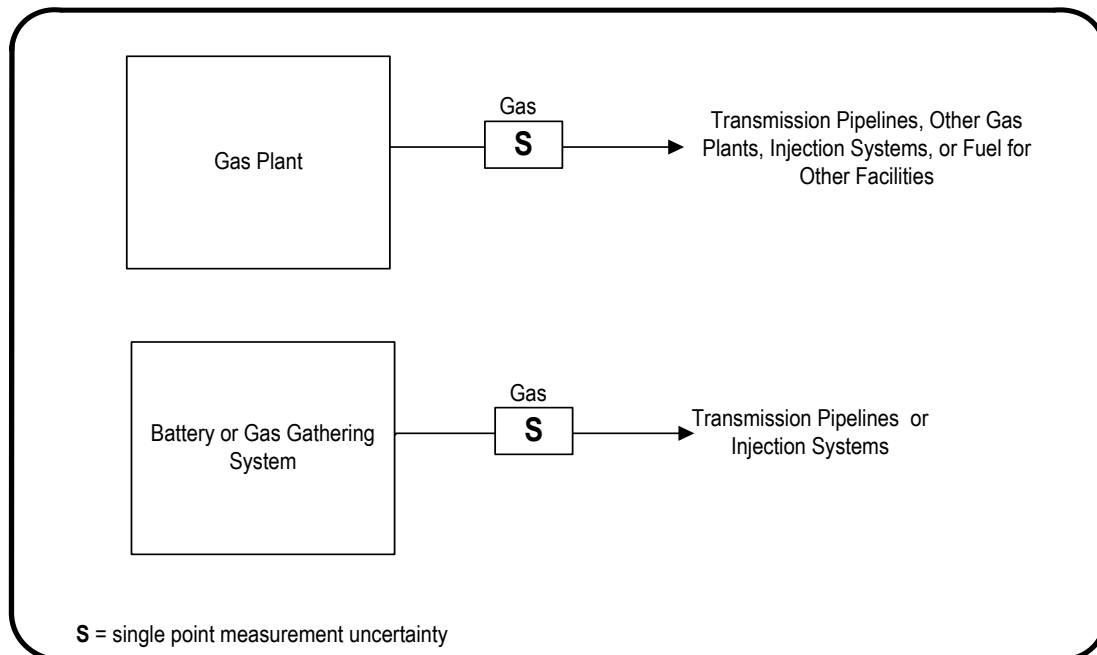 Gas Plant
Gas
S
Transmission Pipelines, Other Gas
Plants, Injection Systems, or Fuel for
Other Facilities
Battery or Gas Gathering
System
Gas
S
Transmission Pipelines or
Injection Systems
S = single point measurement uncertainty